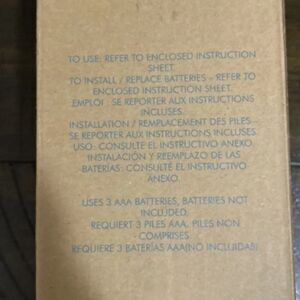 TO USE: REFER TO ENCLOSED INSTRUCTION
SHEET.
TO INSTALL / REPLACE BATTERIES – REFER TO
ENCLOSED INSTRUCTION SHEET.
EMPLOI : SE REPORTER AUX INSTRUCTIONS
INCLUSES.
INSTALLATION / REMPLACEMENT DES PILES –
SE REPORTER AUX INSTRUCTIONS INCLUSES.
USO : CONSULTE EL INSTRUCTIVO ANEXO.
INSTALACIÓN Y REEMPLAZO DE LAS
BATERÍAS : CONSULTE EL INSTRUCTIVO
ANEXO.
USES 3 AAA BATTERIES, BATTERIES NOT
INCLUDED.
REQUIERT 3 PILES AAA, PILES NON
COMPRISES
REQUIERE 3 BATERÍAS AAA(NO INCLUIDAS)